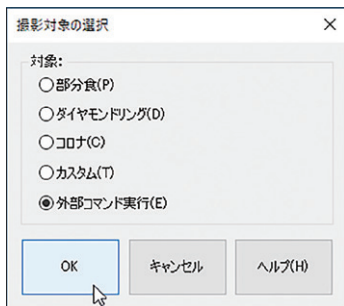 撮影対象の選択
対象:
部分食(P)
ダイヤモンドリング(D)
コロナ(C)
カスタム(T)
外部コマンド実行(E)
OK
キャンセル
ヘルプ(H)